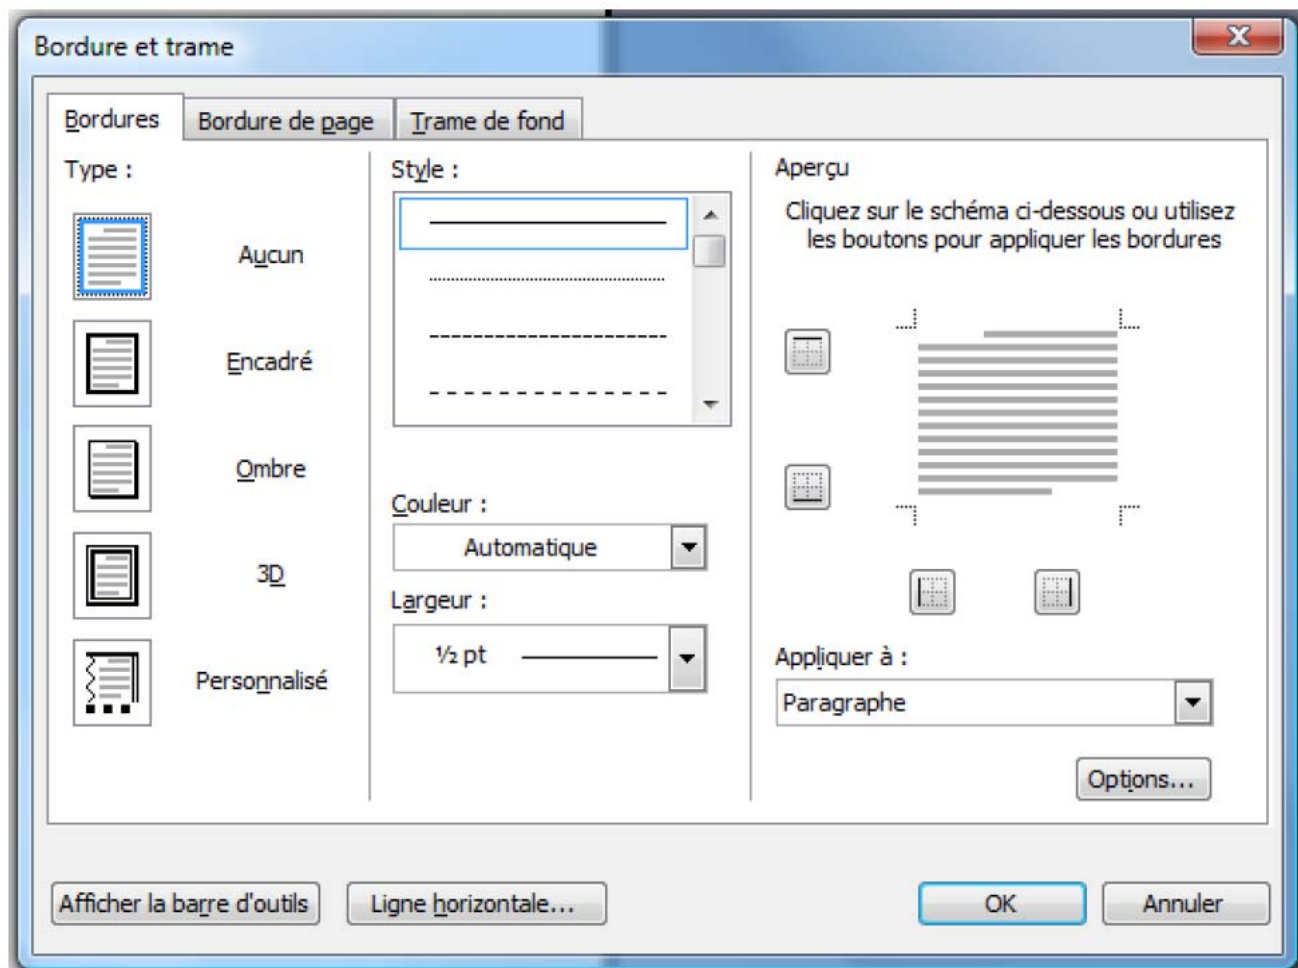 Bordure et trame
X
Bordures
Bordure de page
Trame de fond
Type :
Aucun
Encadré
Ombre
3D
Personnalisé
Style :
Couleur :
Automatique
Largeur :
½ pt
Aperçu
Cliquez sur le schéma ci-dessous ou utilisez
les boutons pour appliquer les bordures
Appliquer à :
Paragraphe
Options...
Afficher la barre d'outils
Ligne horizontale...
OK
Annuler